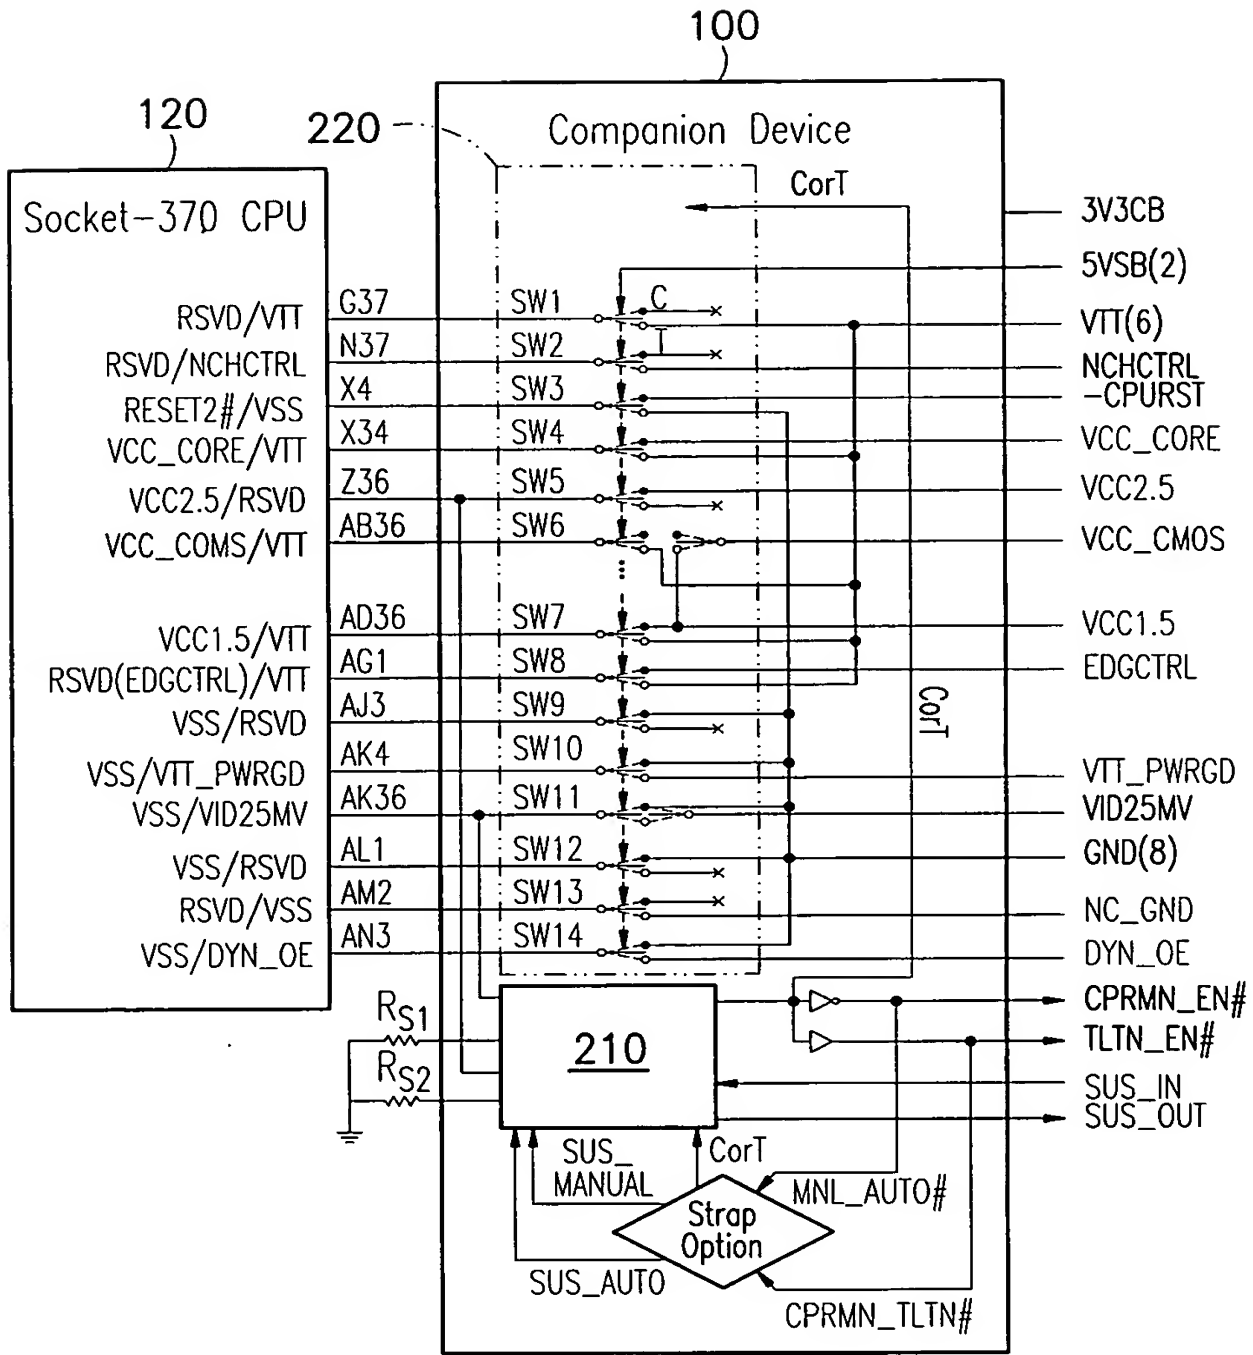 100
120
220
Companion Device
CorT
Socket-370 CPU
3V3CB
5VSB(2)
RSVD/VTT G37 SW1 C VTT(6)
RSVD/NCHCTRL N37 SW2 T NCHCTRL
RESET2#/VSS X4 SW3 -CPURST
VCC_CORE/VTT X34 SW4 VCC_CORE
VCC2.5/RSVD Z36 SW5 VCC2.5
VCC_COMS/VTT AB36 SW6 VCC_CMOS
VCC1.5/VTT AD36 SW7 VCC1.5
RSVD(EDGCTRL)/VTT AG1 SW8 EDGCTRL
CorT
VSS/RSVD AJ3 SW9
VSS/VTT_PWRGD AK4 SW10 VTT_PWRGD
VSS/VID25MV AK36 SW11 VID25MV
VSS/RSVD AL1 SW12 GND(8)
RSVD/VSS AM2 SW13 NC_GND
VSS/DYN_OE AN3 SW14 DYN_OE
CPRMN_EN#
RS1
210
TLTN_EN#
RS2
SUS_IN
SUS_OUT
SUS_
MANUAL
CorT
MNL_AUTO#
Strap
Option
SUS_AUTO
CPRMN_TLTN#